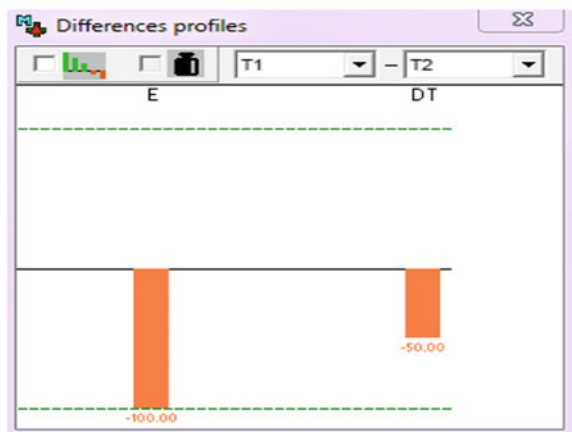 Differences profiles
T1 – T2
E DT
-50.00
-100.00